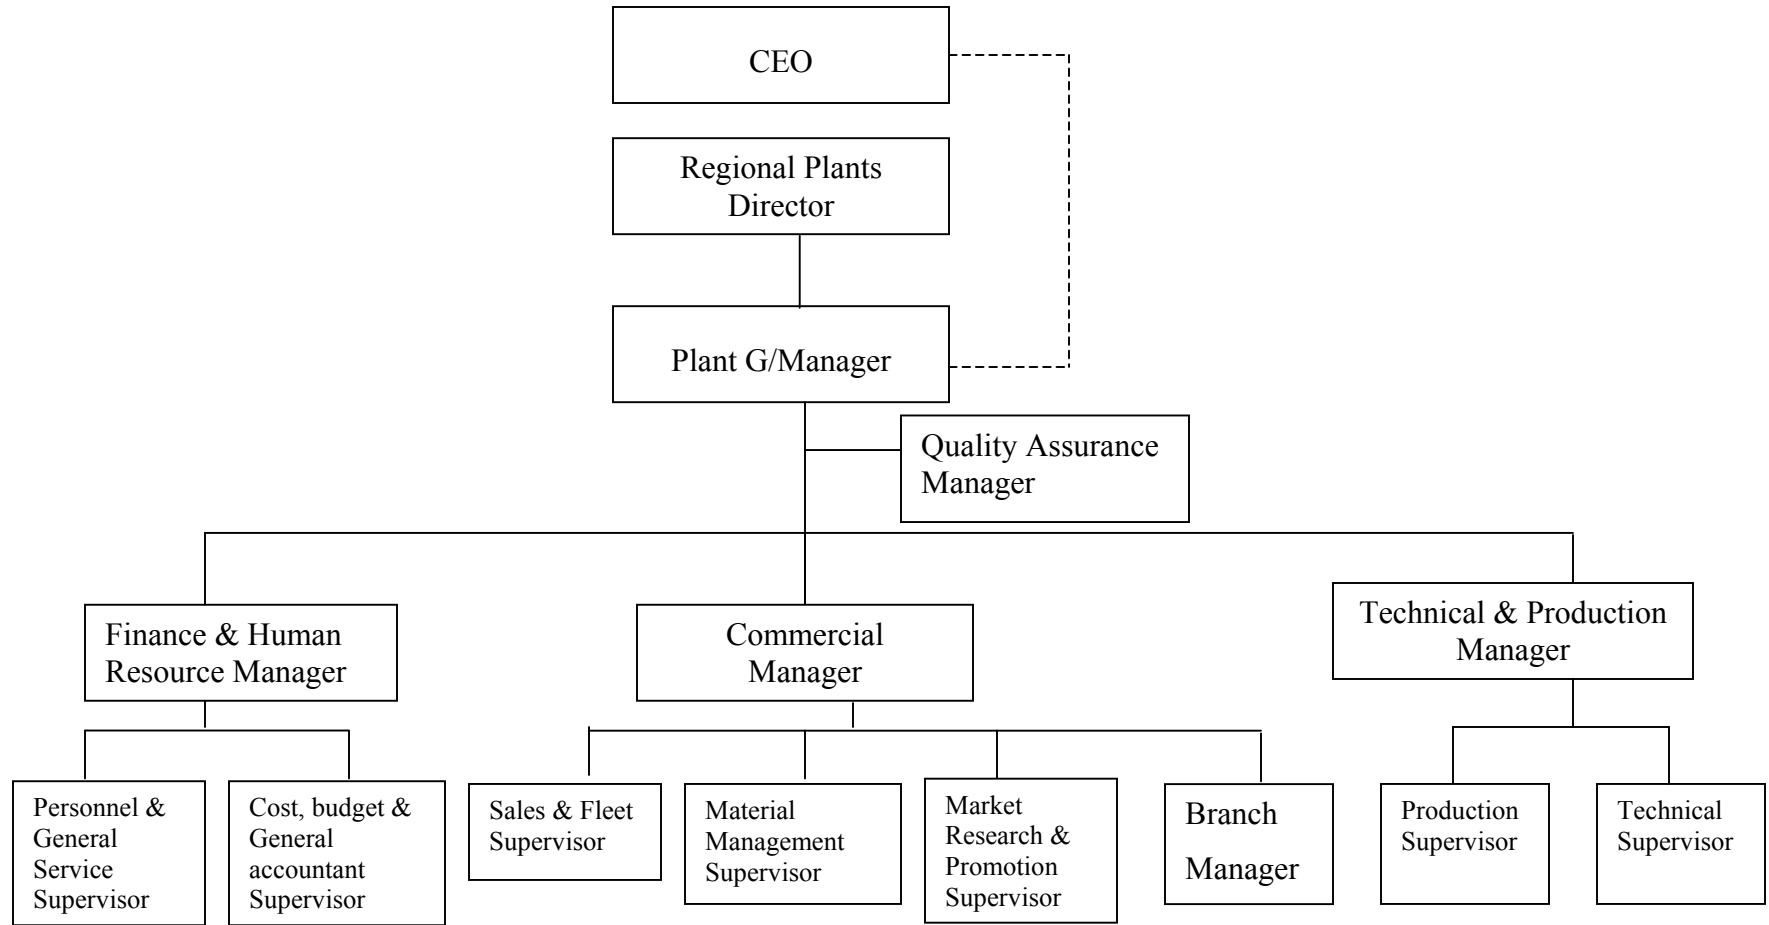 CEO
Regional Plants
Director
Plant G/Manager
Quality Assurance
Manager
Finance & Human
Resource Manager
Commercial
Manager
Technical & Production
Manager
Personnel &
General
Service
Supervisor
Cost, budget &
General
accountant
Supervisor
Sales & Fleet
Supervisor
Material
Management
Supervisor
Market
Research &
Promotion
Supervisor
Branch
Manager
Production
Supervisor
Technical
Supervisor